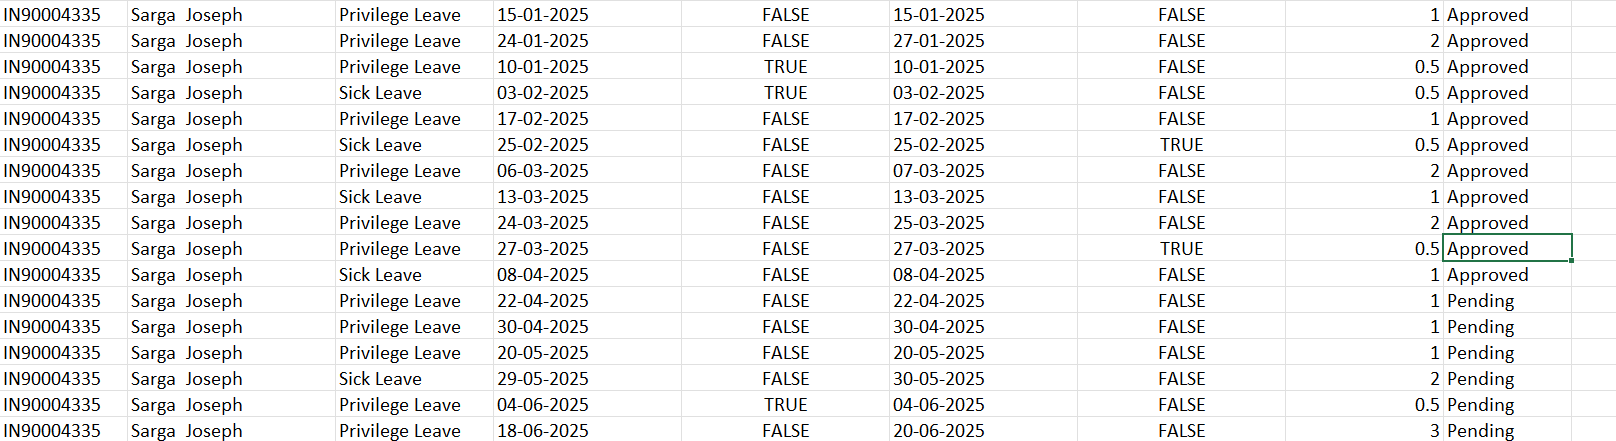 IN90004335 Sarga  Joseph Privilege Leave 15-01-2025 FALSE 15-01-2025 FALSE 1 Approved
IN90004335 Sarga  Joseph Privilege Leave 24-01-2025 FALSE 27-01-2025 FALSE 2 Approved
IN90004335 Sarga  Joseph Privilege Leave 10-01-2025 TRUE 10-01-2025 FALSE 0.5 Approved
IN90004335 Sarga  Joseph Sick Leave 03-02-2025 TRUE 03-02-2025 FALSE 0.5 Approved
IN90004335 Sarga  Joseph Privilege Leave 17-02-2025 FALSE 17-02-2025 FALSE 1 Approved
IN90004335 Sarga  Joseph Sick Leave 25-02-2025 FALSE 25-02-2025 TRUE 0.5 Approved
IN90004335 Sarga  Joseph Privilege Leave 06-03-2025 FALSE 07-03-2025 FALSE 2 Approved
IN90004335 Sarga  Joseph Sick Leave 13-03-2025 FALSE 13-03-2025 FALSE 1 Approved
IN90004335 Sarga  Joseph Privilege Leave 24-03-2025 FALSE 25-03-2025 FALSE 2 Approved
IN90004335 Sarga  Joseph Privilege Leave 27-03-2025 FALSE 27-03-2025 TRUE 0.5 Approved
IN90004335 Sarga  Joseph Sick Leave 08-04-2025 FALSE 08-04-2025 FALSE 1 Approved
IN90004335 Sarga  Joseph Privilege Leave 22-04-2025 FALSE 22-04-2025 FALSE 1 Pending
IN90004335 Sarga  Joseph Privilege Leave 30-04-2025 FALSE 30-04-2025 FALSE 1 Pending
IN90004335 Sarga  Joseph Privilege Leave 20-05-2025 FALSE 20-05-2025 FALSE 1 Pending
IN90004335 Sarga  Joseph Sick Leave 29-05-2025 FALSE 30-05-2025 FALSE 2 Pending
IN90004335 Sarga  Joseph Privilege Leave 04-06-2025 TRUE 04-06-2025 FALSE 0.5 Pending
IN90004335 Sarga  Joseph Privilege Leave 18-06-2025 FALSE 20-06-2025 FALSE 3 Pending